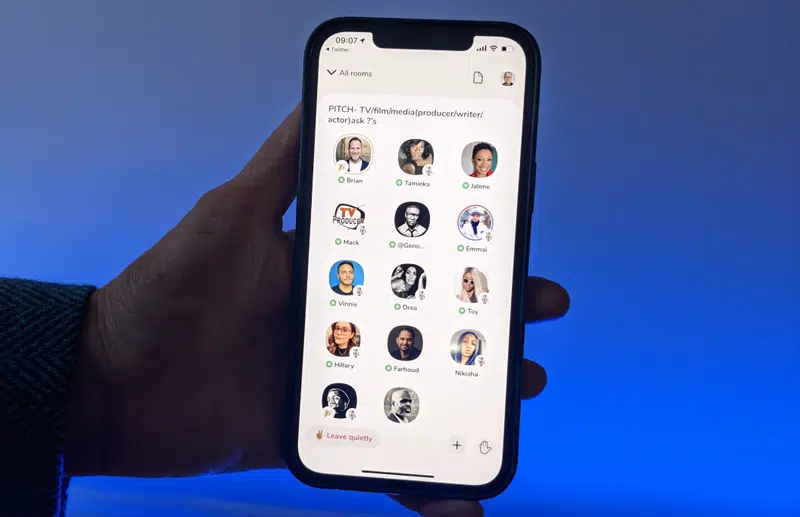 09:07
Twitter
All rooms
PITCH- TV/film/media(producer/writer/
actor)ask ?'s
Brian
Tamieka
Jalene
TV
PRODUCER
Mack
@Geno...
Emmai
Vinnie
Drea
Toy
Hillary
Farhoud
Nikisha
Leave quietly